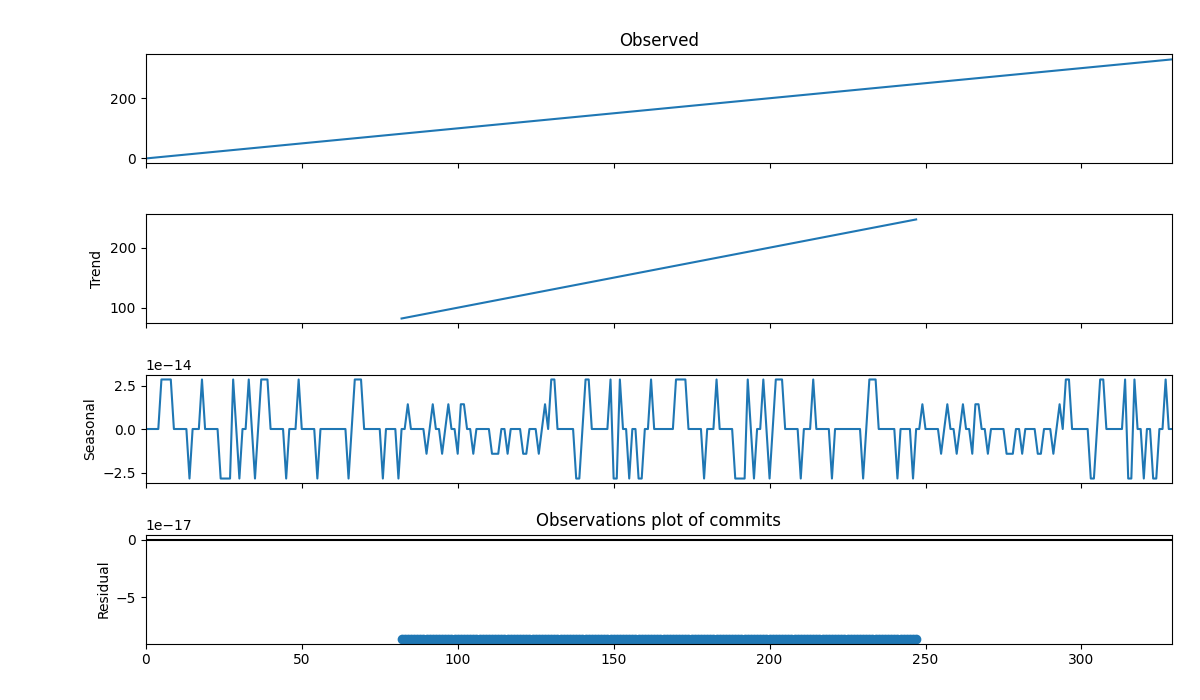 Observed
200
0
Trend
200
100
1e−14
Seasonal
2.5
0.0
−2.5
Observations plot of commits
1e−17
Residual
0
−5
0 50 100 150 200 250 300